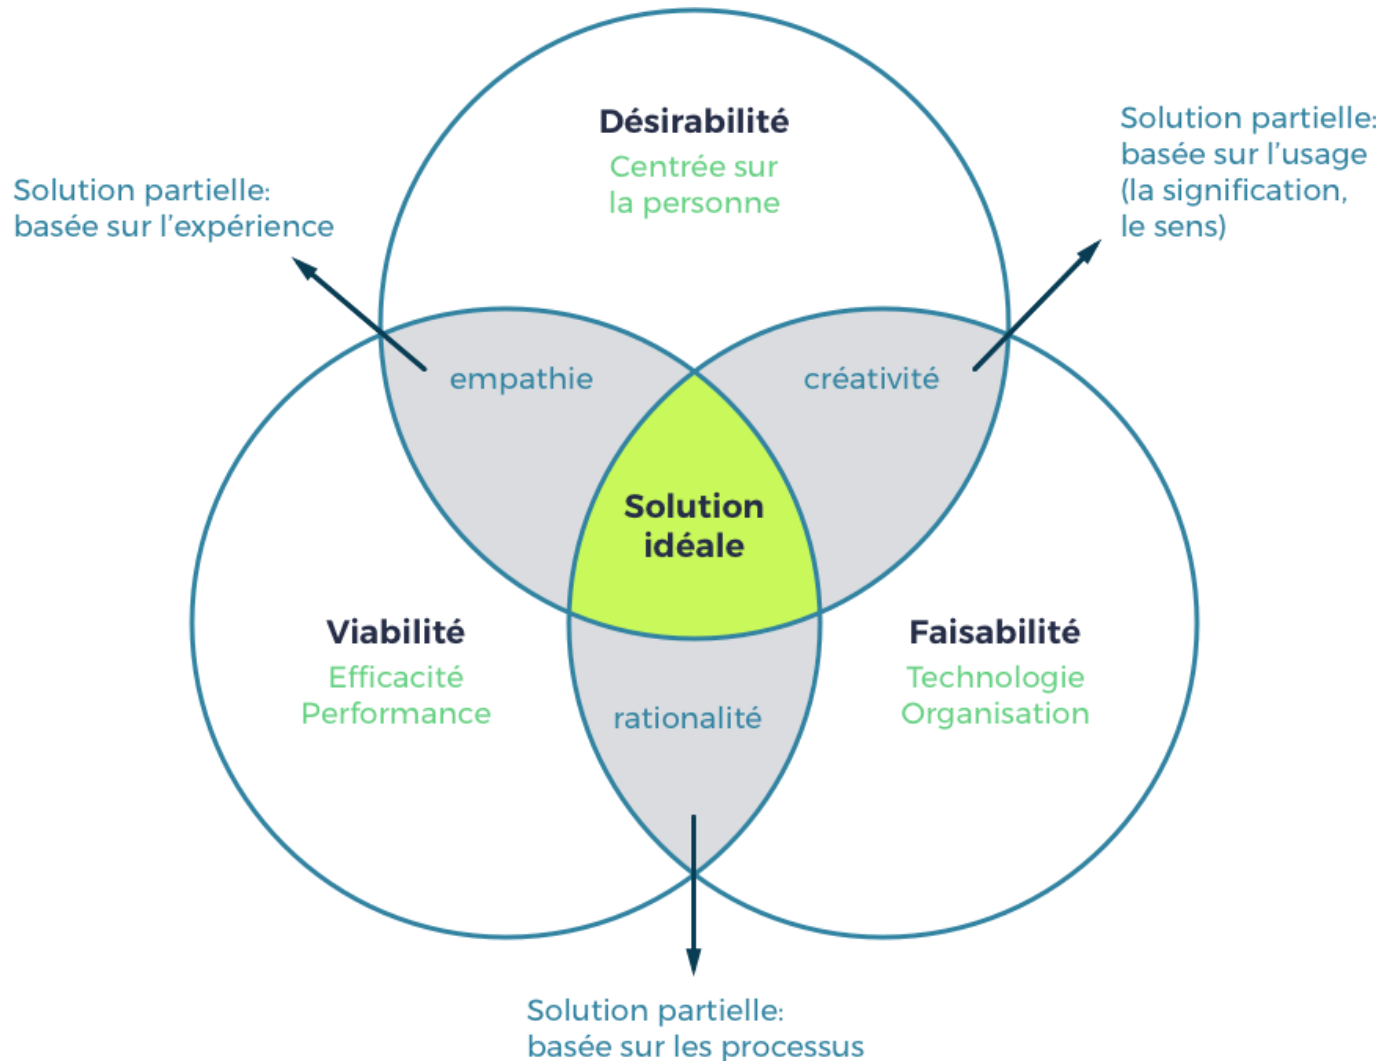 Désirabilité
Centrée sur
la personne
Solution partielle:
basée sur l'expérience
Solution partielle:
basée sur l'usage
(la signification,
le sens)
empathie
créativité
Solution
idéale
Viabilité
Efficacité
Performance
Faisabilité
Technologie
Organisation
rationalité
Solution partielle:
basée sur les processus